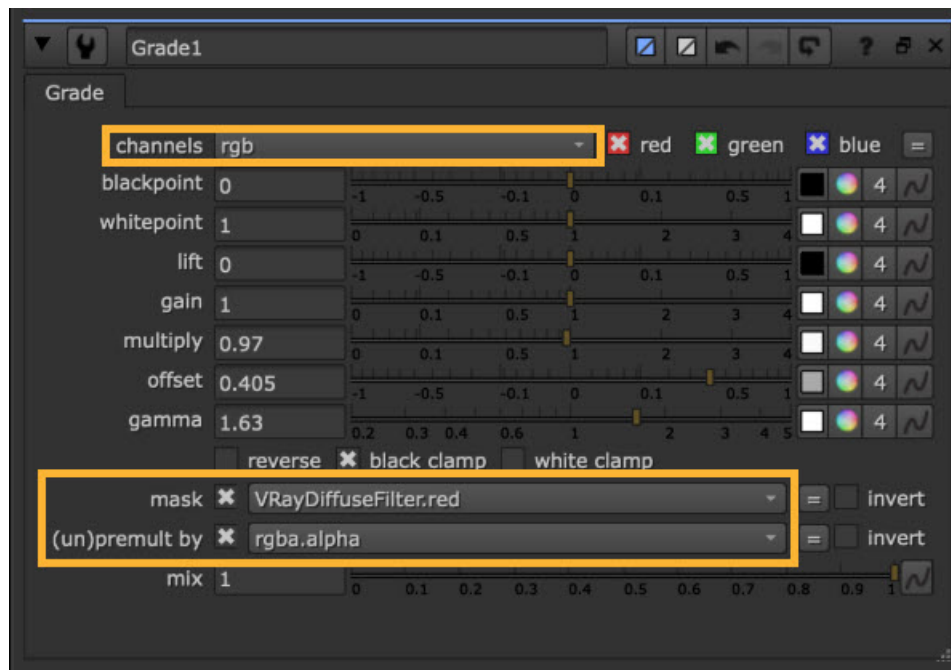 Grade1 ?
Grade
channels rgb red green blue =
blackpoint 0 -1 -0.5 -0.1 0 0.1 0.5 1 4
whitepoint 1 0 0.1 0.5 1 2 3 4 4
lift 0 -1 -0.5 -0.1 0 0.1 0.5 1 4
gain 1 0 0.1 0.5 1 2 3 4 4
multiply 0.97 0 0.1 0.5 1 2 3 4 4
offset 0.405 -1 -0.5 -0.1 0 0.1 0.5 1 4
gamma 1.63 0.2 0.3 0.4 0.6 1 2 3 4 5 4
reverse black clamp white clamp
mask VRayDiffuseFilter.red = invert
(un)premult by rgba.alpha = invert
mix 1 0 0.1 0.2 0.3 0.4 0.5 0.6 0.7 0.8 0.9 1